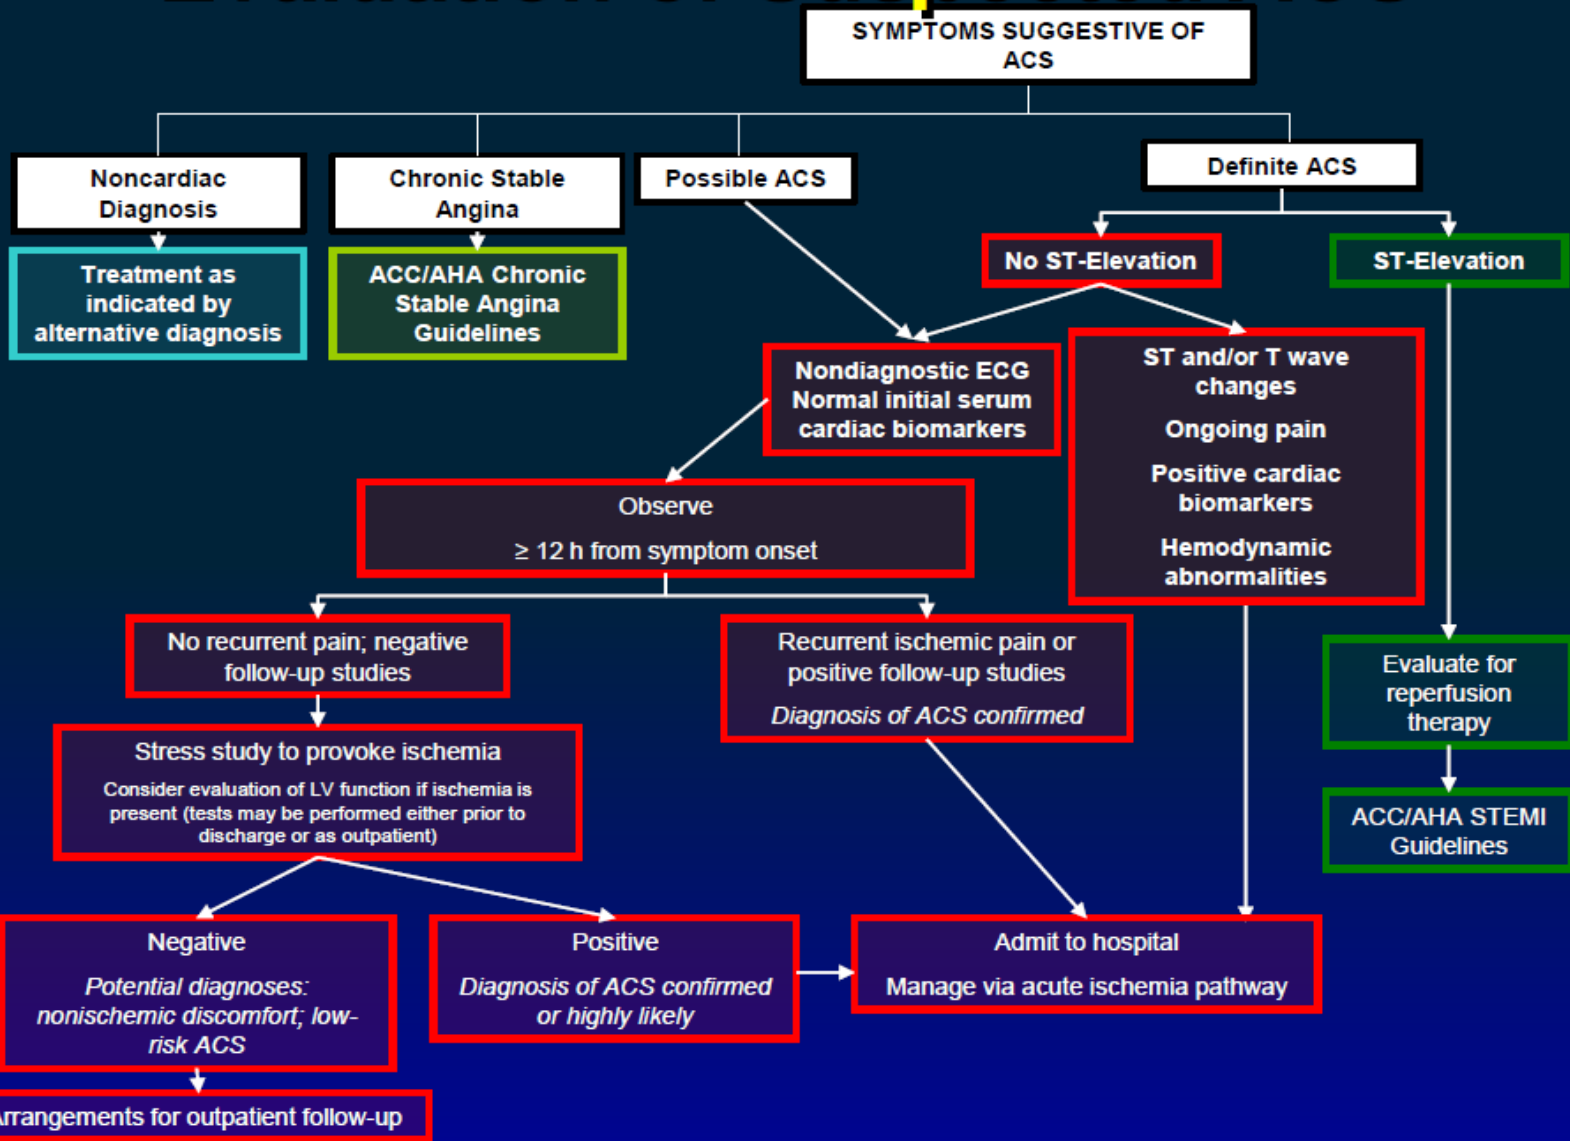 SYMPTOMS SUGGESTIVE OF
ACS
Noncardiac
Diagnosis
Chronic Stable
Angina
Possible ACS
Definite ACS
Treatment as
indicated by
alternative diagnosis
ACC/AHA Chronic
Stable Angina
Guidelines
No ST-Elevation
ST-Elevation
Nondiagnostic ECG
Normal initial serum
cardiac biomarkers
ST and/or T wave
changes
Ongoing pain
Positive cardiac
biomarkers
Hemodynamic
abnormalities
Observe
≥ 12 h from symptom onset
No recurrent pain; negative
follow-up studies
Recurrent ischemic pain or
positive follow-up studies
Diagnosis of ACS confirmed
Evaluate for
reperfusion
therapy
Stress study to provoke ischemia
Consider evaluation of LV function if ischemia is
present (tests may be performed either prior to
discharge or as outpatient)
ACC/AHA STEMI
Guidelines
Negative
Potential diagnoses:
nonischemic discomfort; low-
risk ACS
Positive
Diagnosis of ACS confirmed
or highly likely
Admit to hospital
Manage via acute ischemia pathway
Arrangements for outpatient follow-up